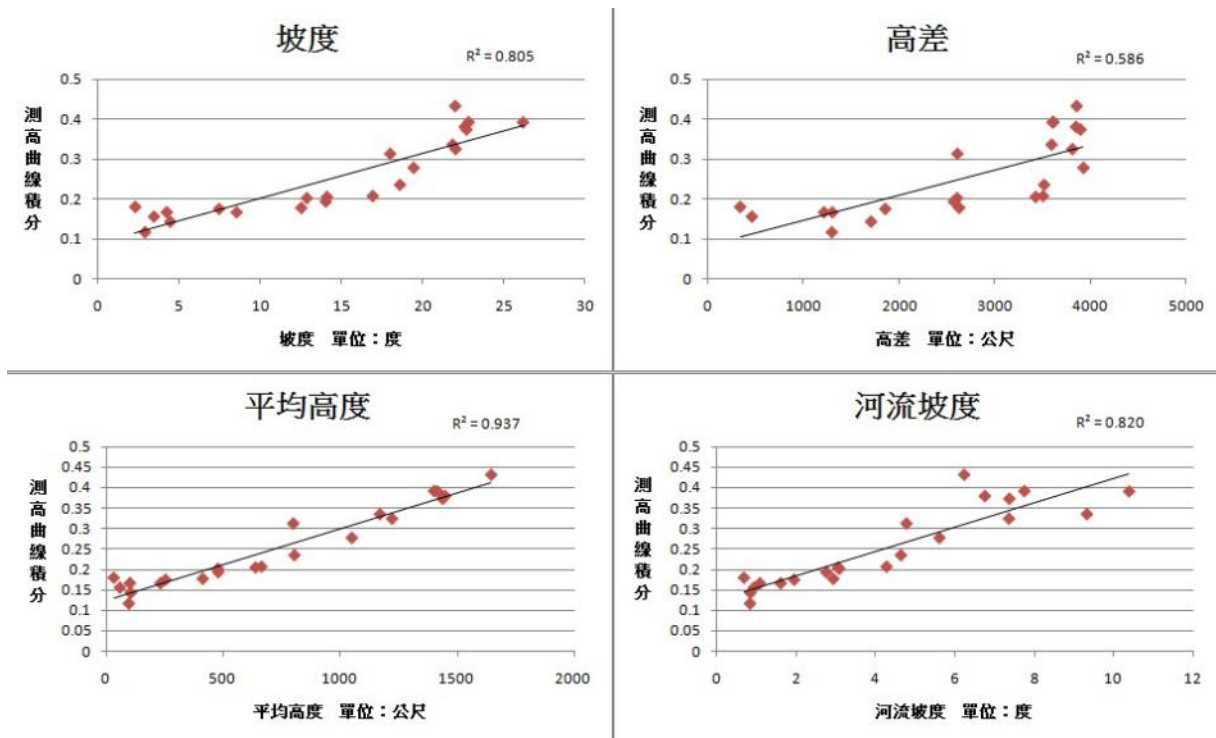 坡度
R² = 0.805
測高曲線積分
0.5
0.4
0.3
0.2
0.1
0
0 5 10 15 20 25 30
坡度 單位：度
高差
R² = 0.586
測高曲線積分
0.5
0.4
0.3
0.2
0.1
0
0 1000 2000 3000 4000 5000
高差 單位：公尺
平均高度
R² = 0.937
測高曲線積分
0.5
0.45
0.4
0.35
0.3
0.25
0.2
0.15
0.1
0.05
0
0 500 1000 1500 2000
平均高度 單位：公尺
河流坡度
R² = 0.820
測高曲線積分
0.5
0.45
0.4
0.35
0.3
0.25
0.2
0.15
0.1
0.05
0
0 2 4 6 8 10 12
河流坡度 單位：度